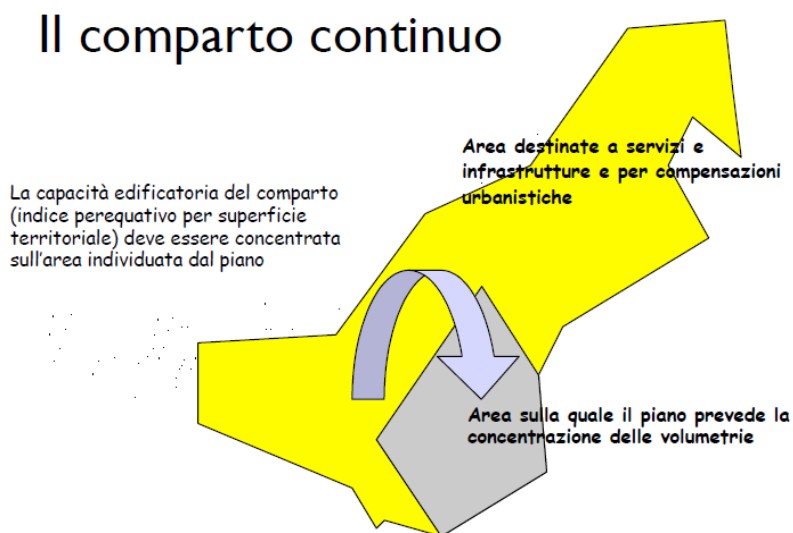 Il comparto continuo
La capacità edificatoria del comparto
(indice perequativo per superficie
territoriale) deve essere concentrata
sull'area individuata dal piano
Area destinate a servizi e
infrastrutture e per compensazioni
urbanistiche
Area sulla quale il piano prevede la
concentrazione delle volumetrie